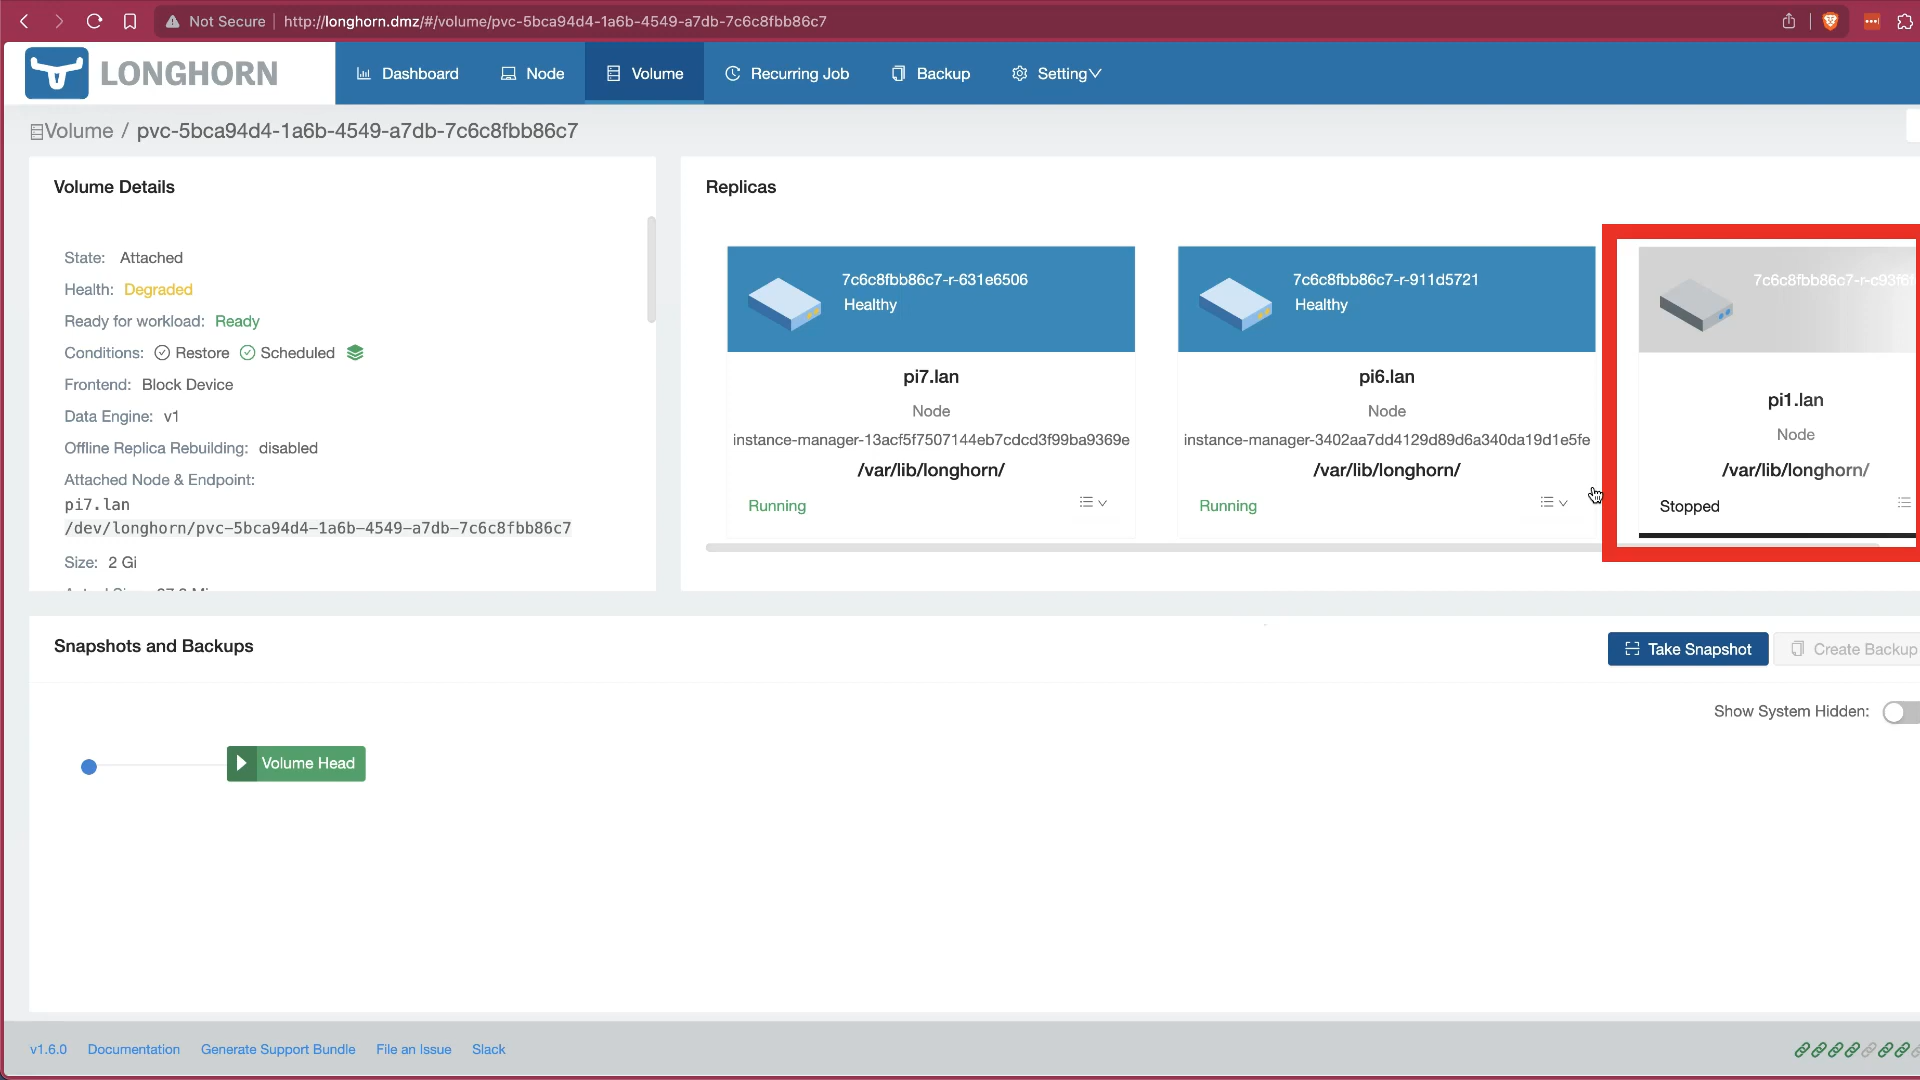 Not Secure http://longhorn.dmz/#/volume/pvc-5bca94d4-1a6b-4549-a7db-7c6c8fbb86c7
LONGHORN
Dashboard
Node
Volume
Recurring Job
Backup
Setting
Volume / pvc-5bca94d4-1a6b-4549-a7db-7c6c8fbb86c7
Volume Details
State: Attached
Health: Degraded
Ready for workload: Ready
Conditions: Restore Scheduled
Frontend: Block Device
Data Engine: v1
Offline Replica Rebuilding: disabled
Attached Node & Endpoint:
pi7.lan
/dev/longhorn/pvc-5bca94d4-1a6b-4549-a7db-7c6c8fbb86c7
Size: 2 Gi
Replicas
7c6c8fbb86c7-r-631e6506
Healthy
pi7.lan
Node
instance-manager-13acf5f7507144eb7cdcd3f99ba9369e
/var/lib/longhorn/
Running
7c6c8fbb86c7-r-911d5721
Healthy
pi6.lan
Node
instance-manager-3402aa7dd4129d89d6a340da19d1e5fe
/var/lib/longhorn/
Running
pi1.lan
Node
/var/lib/longhorn/
Stopped
Snapshots and Backups
Take Snapshot
Create Backup
Show System Hidden:
Volume Head
v1.6.0
Documentation
Generate Support Bundle
File an Issue
Slack